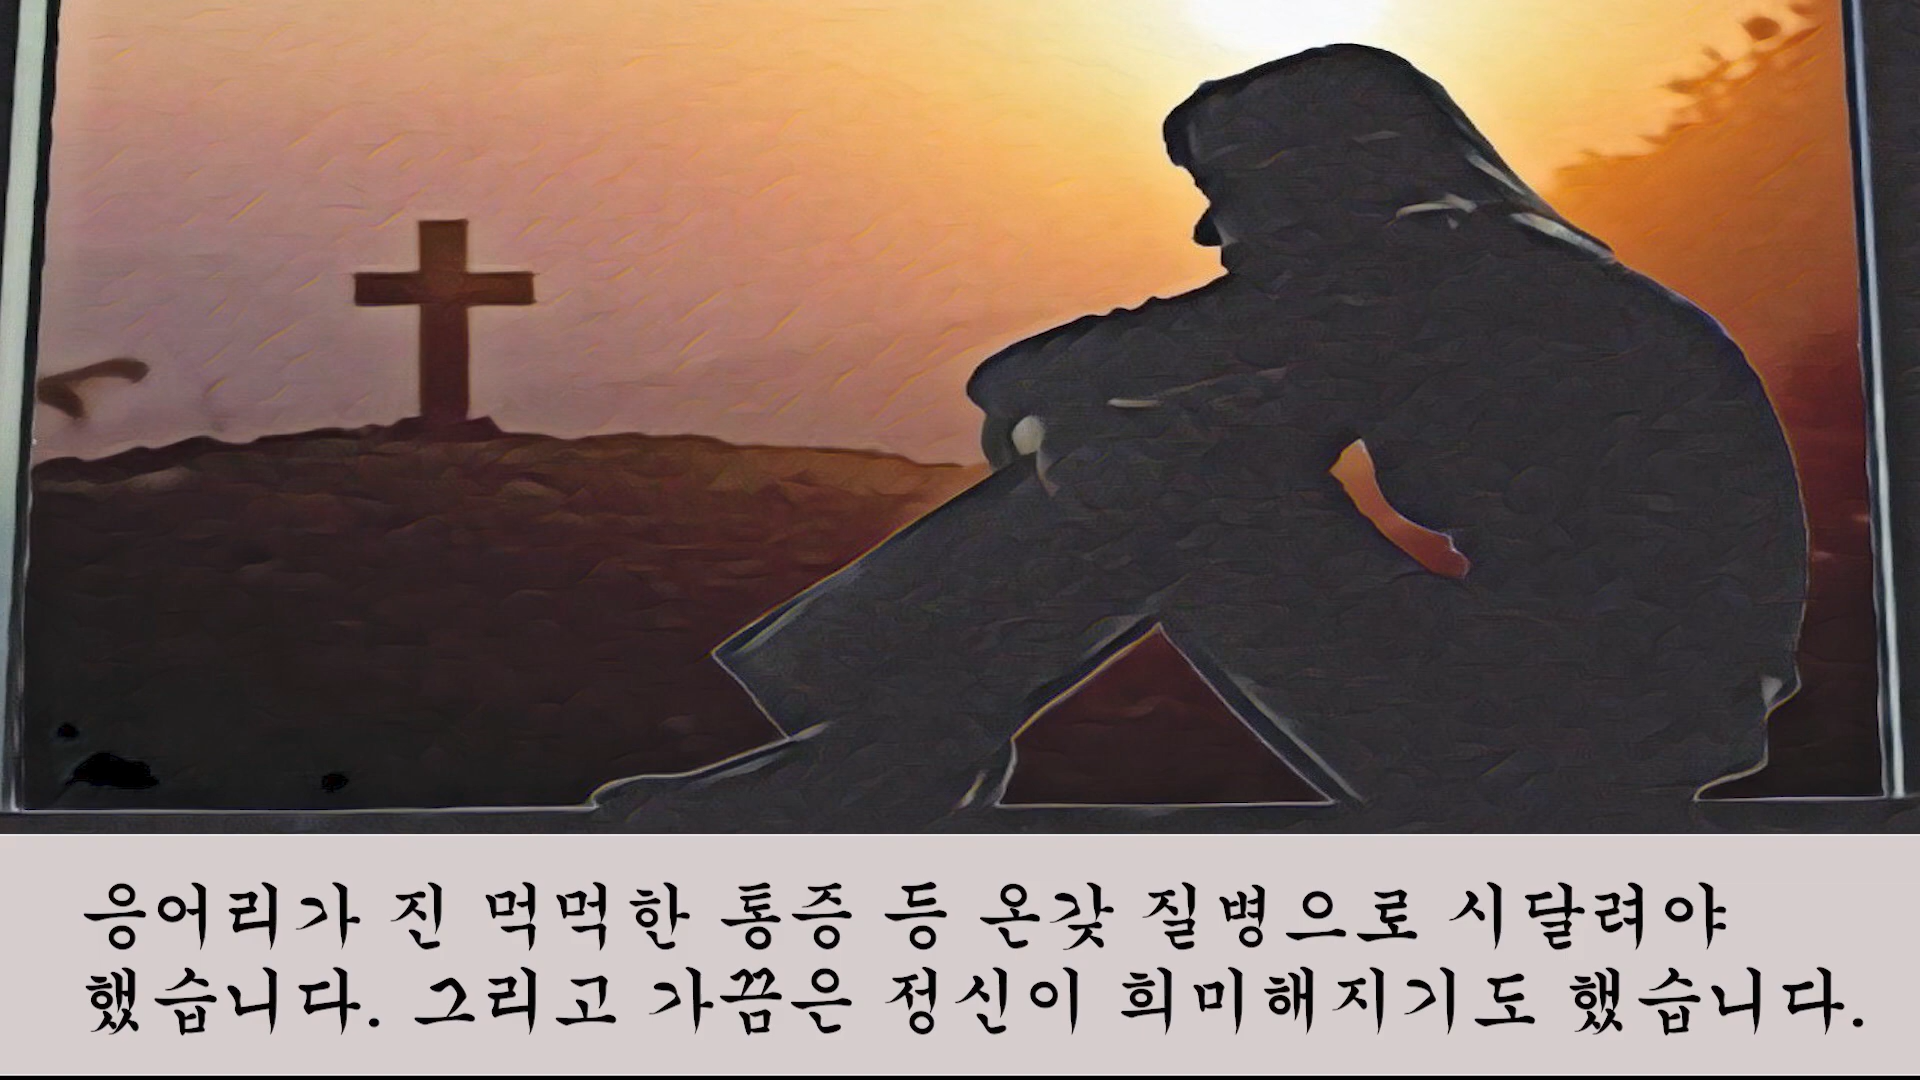 응어리가 진 먹먹한 통증 등 온갖 질병으로 시달려야
했습니다. 그리고 가끔은 정신이 희미해지기도 했습니다.